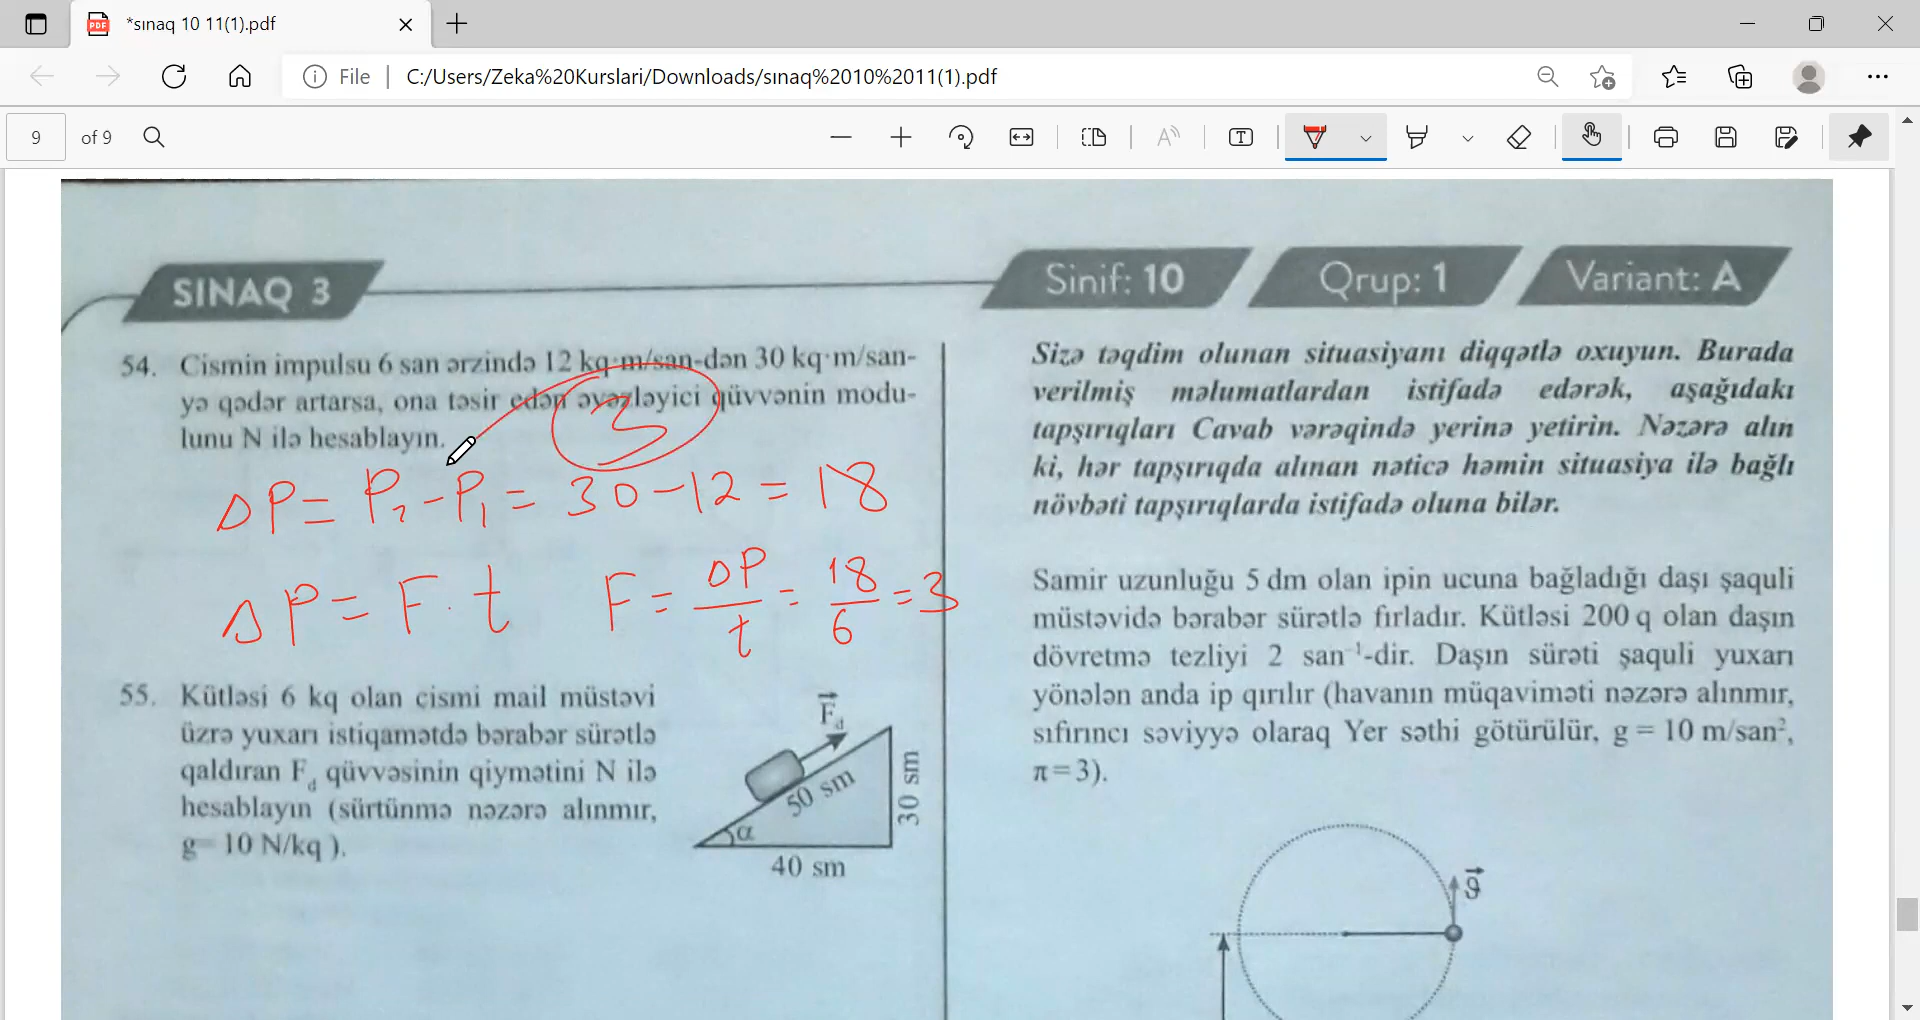 *sınaq 10 11(1).pdf
File C:/Users/Zeka%20Kurslari/Downloads/sınaq%2010%2011(1).pdf
9 of 9
SINAQ 3
Sinif: 10
Qrup: 1
Variant: A
54. Cismin impulsu 6 san ərzində 12 kq·m/san-dən 30 kq·m/san-
yə qədər artarsa, ona təsir edən əvəzləyici qüvvənin modu-
lunu N ilə hesablayın.
3
ΔP = P₂ - P₁ = 30 - 12 = 18
ΔP = F · t F = ΔP/t = 18/6 = 3
55. Kütləsi 6 kq olan cismi mail müstəvi
üzrə yuxarı istiqamətdə bərabər sürətlə
qaldıran F_d qüvvəsinin qiymətini N ilə
hesablayın (sürtünmə nəzərə alınmır,
g= 10 N/kq ).
F_d
50 sm
30 sm
α
40 sm
Sizə təqdim olunan situasiyanı diqqətlə oxuyun. Burada
verilmiş məlumatlardan istifadə edərək, aşağıdakı
tapşırıqları Cavab vərəqində yerinə yetirin. Nəzərə alın
ki, hər tapşırıqda alınan nəticə həmin situasiya ilə bağlı
növbəti tapşırıqlarda istifadə oluna bilər.
Samir uzunluğu 5 dm olan ipin ucuna bağladığı daşı şaquli
müstəvidə bərabər sürətlə fırladır. Kütləsi 200 q olan daşın
dövretmə tezliyi 2 san⁻¹-dir. Daşın sürəti şaquli yuxarı
yönələn anda ip qırılır (havanın müqaviməti nəzərə alınmır,
sıfırıncı səviyyə olaraq Yer səthi götürülür, g = 10 m/san²,
π=3).
ϑ